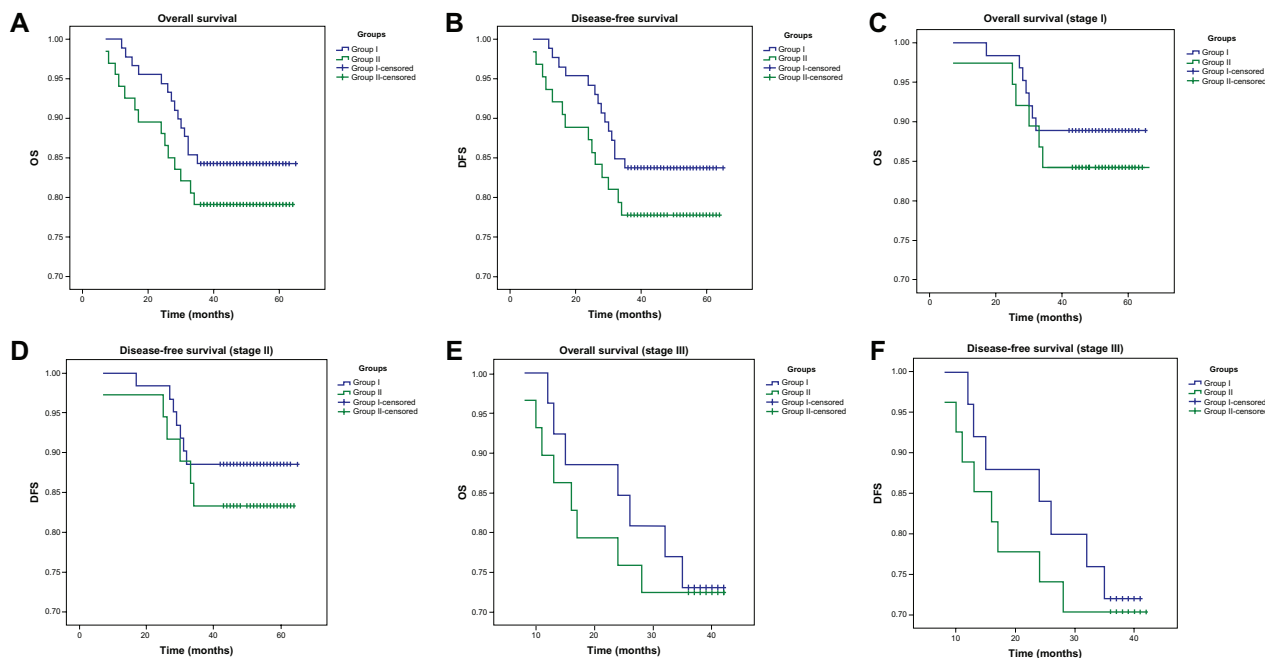 A
Overall survival
1.00
0.95
0.90
0.85
0.80
0.75
0.70
OS
0
20
40
60
Time (months)
Groups
Group I
Group II
Group I-censored
Group II-censored
B
Disease-free survival
1.00
0.95
0.90
0.85
0.80
0.75
0.70
DFS
0
20
40
60
Time (months)
Groups
Group I
Group II
Group I-censored
Group II-censored
C
Overall survival (stage I)
1.00
0.95
0.90
0.85
0.80
0.75
0.70
OS
0
20
40
60
Time (months)
Groups
Group I
Group II
Group I-censored
Group II-censored
D
Disease-free survival (stage II)
1.00
0.95
0.90
0.85
0.80
0.75
0.70
DFS
0
20
40
60
Time (months)
Groups
Group I
Group II
Group I-censored
Group II-censored
E
Overall survival (stage III)
1.00
0.95
0.90
0.85
0.80
0.75
0.70
OS
10
20
30
40
Time (months)
Groups
Group I
Group II
Group I-censored
Group II-censored
F
Disease-free survival (stage III)
1.00
0.95
0.90
0.85
0.80
0.75
0.70
DFS
10
20
30
40
Time (months)
Groups
Group I
Group II
Group I-censored
Group II-censored